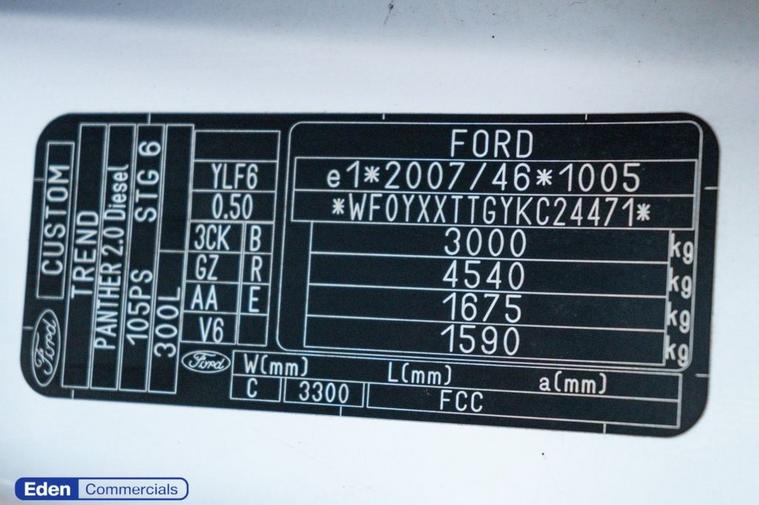 CUSTOM
TREND
PANTHER 2.0 Diesel
105PS STG 6
300L
YLF6
0.50
3CK B
GZ R
AA E
V6
FORD
e1*2007/46*1005
*WF0YXXTTGYKC24471*
3000 kg
4540 kg
1675 kg
1590 kg
Ford
Ford
W(mm) L(mm) a(mm)
C 3300 FCC
Eden Commercials